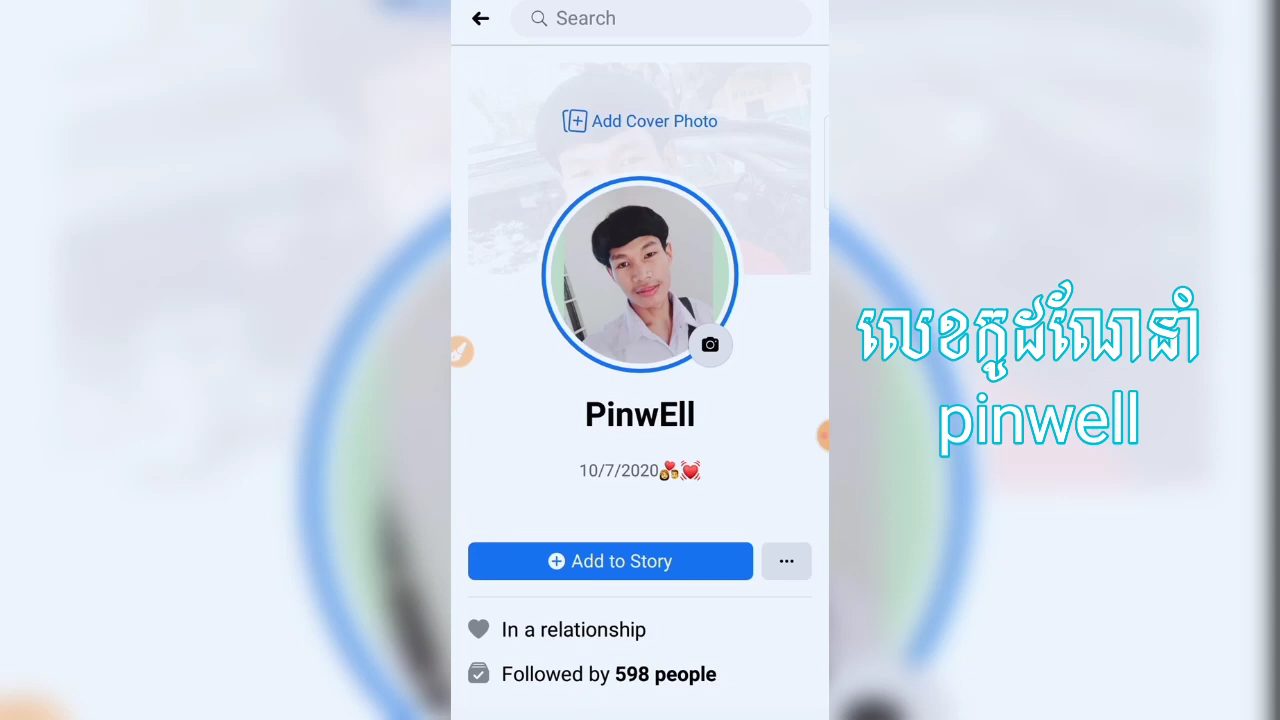 Search
Add Cover Photo
PinwEll
10/7/2020👩‍❤️‍👨💓
Add to Story
In a relationship
Followed by 598 people
លេខកូដណែនាំ
pinwell